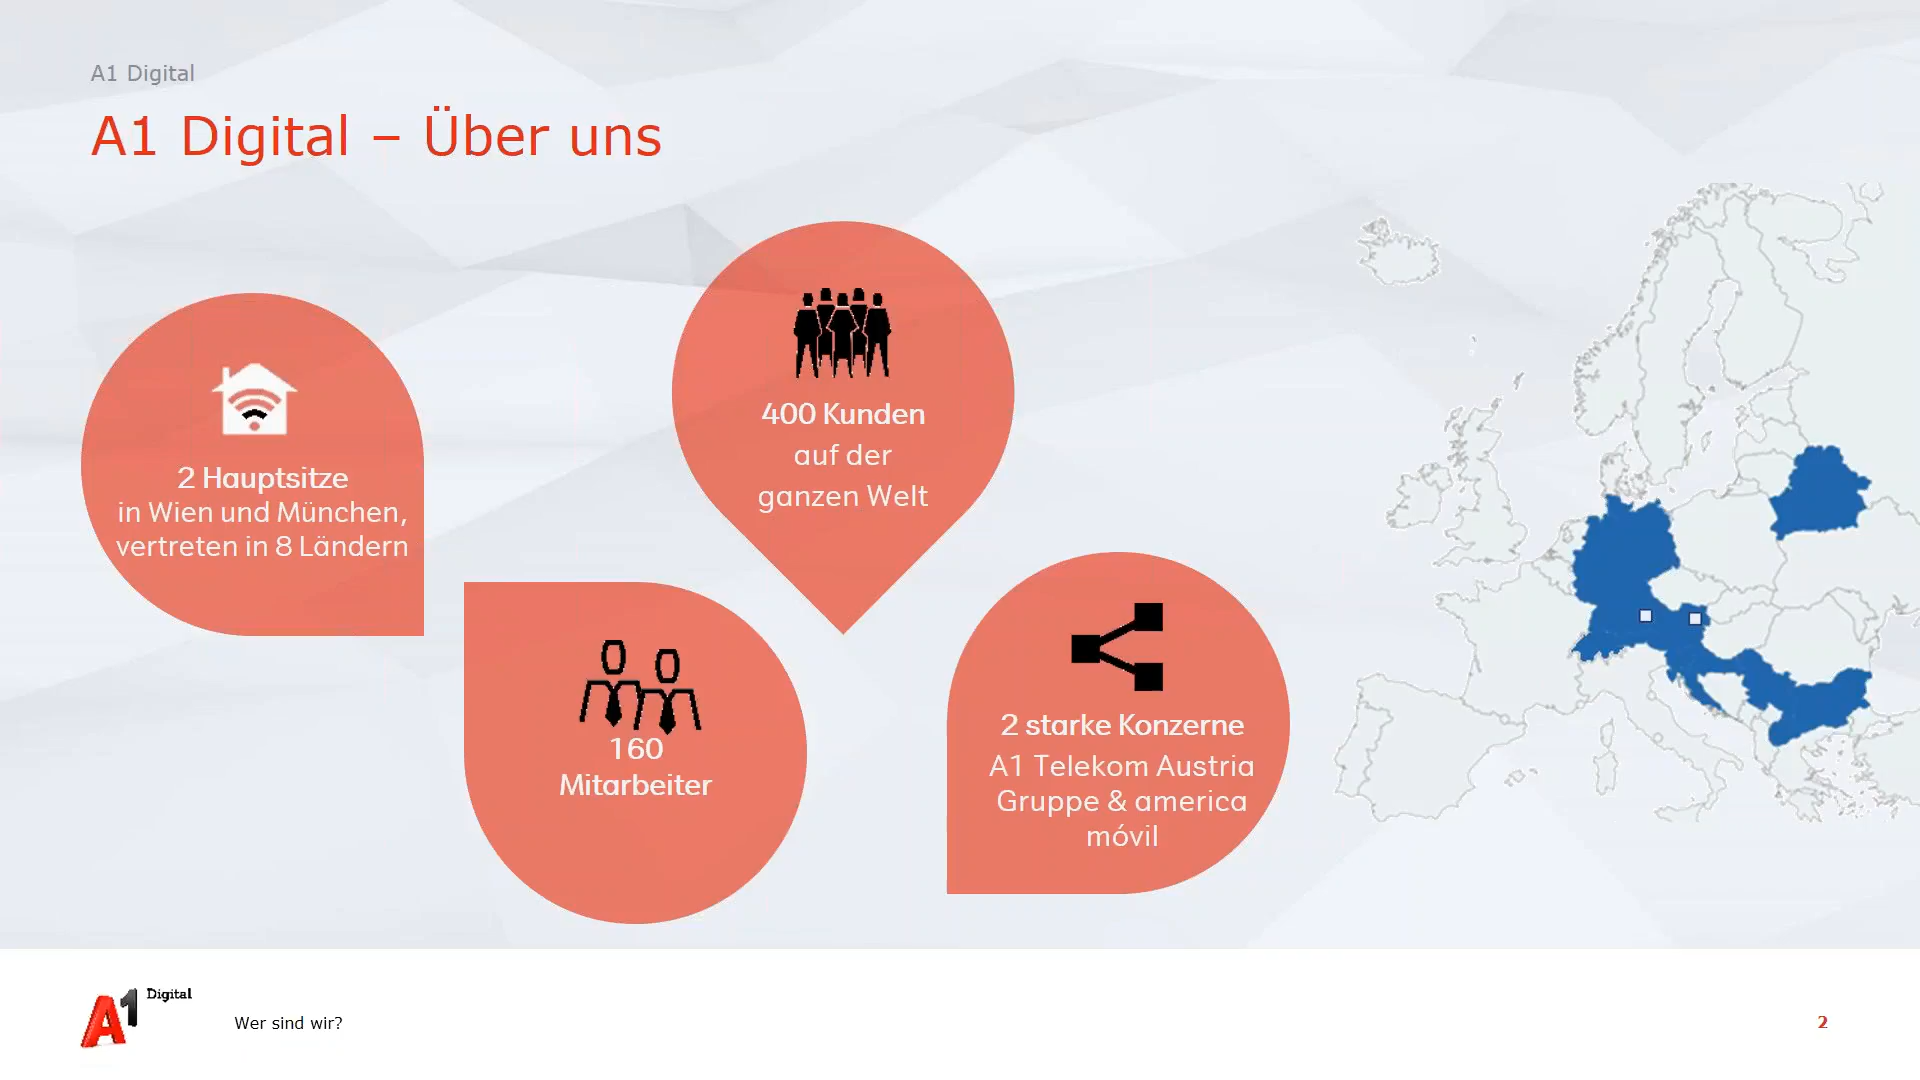 A1 Digital
A1 Digital – Über uns
2 Hauptsitze
in Wien und München,
vertreten in 8 Ländern
160
Mitarbeiter
400 Kunden
auf der
ganzen Welt
2 starke Konzerne
A1 Telekom Austria
Gruppe & america
móvil
A1 Digital
Wer sind wir?
2